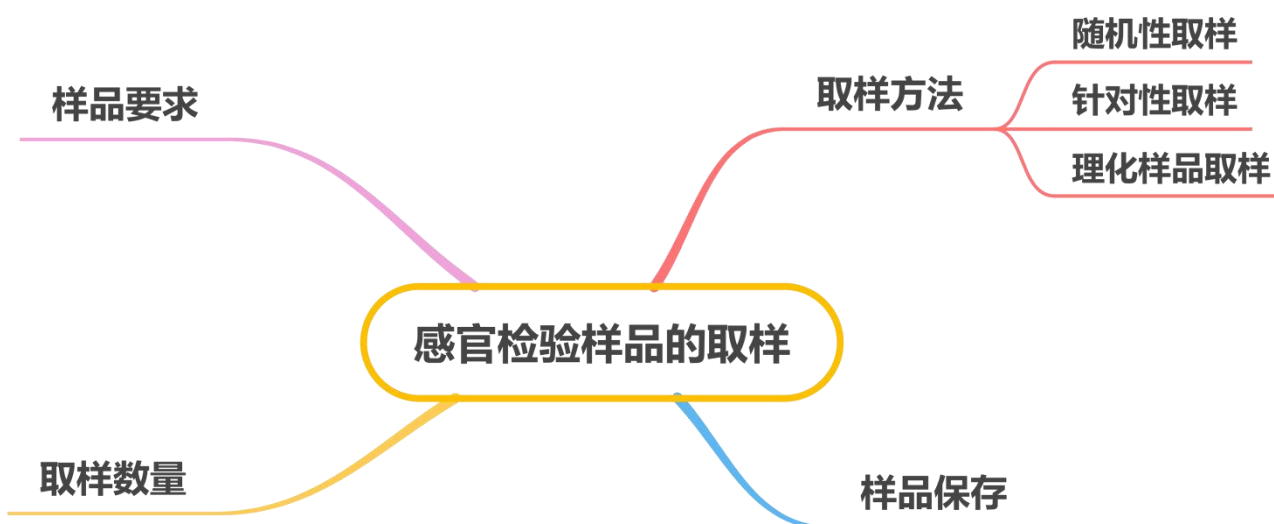 感官检验样品的取样
样品要求
取样方法
随机性取样
针对性取样
理化样品取样
取样数量
样品保存